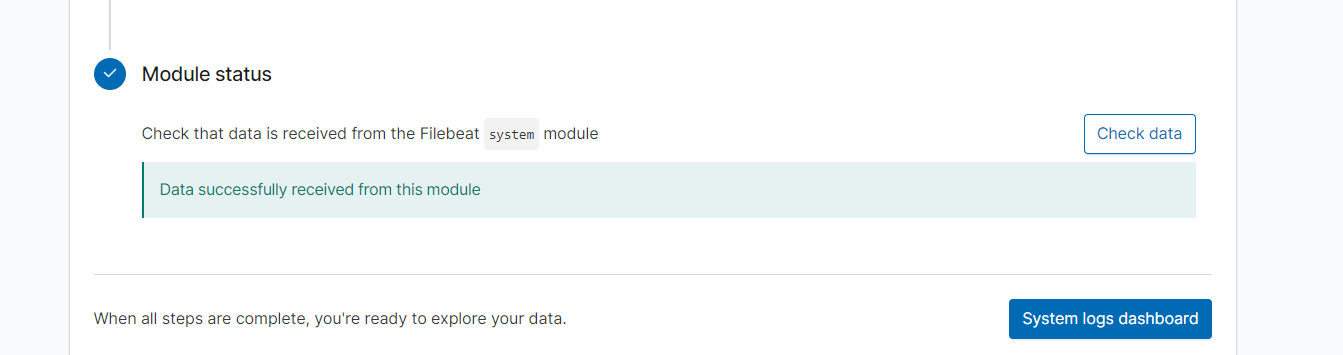 Module status
Check that data is received from the Filebeat system module
Check data
Data successfully received from this module
When all steps are complete, you're ready to explore your data.
System logs dashboard